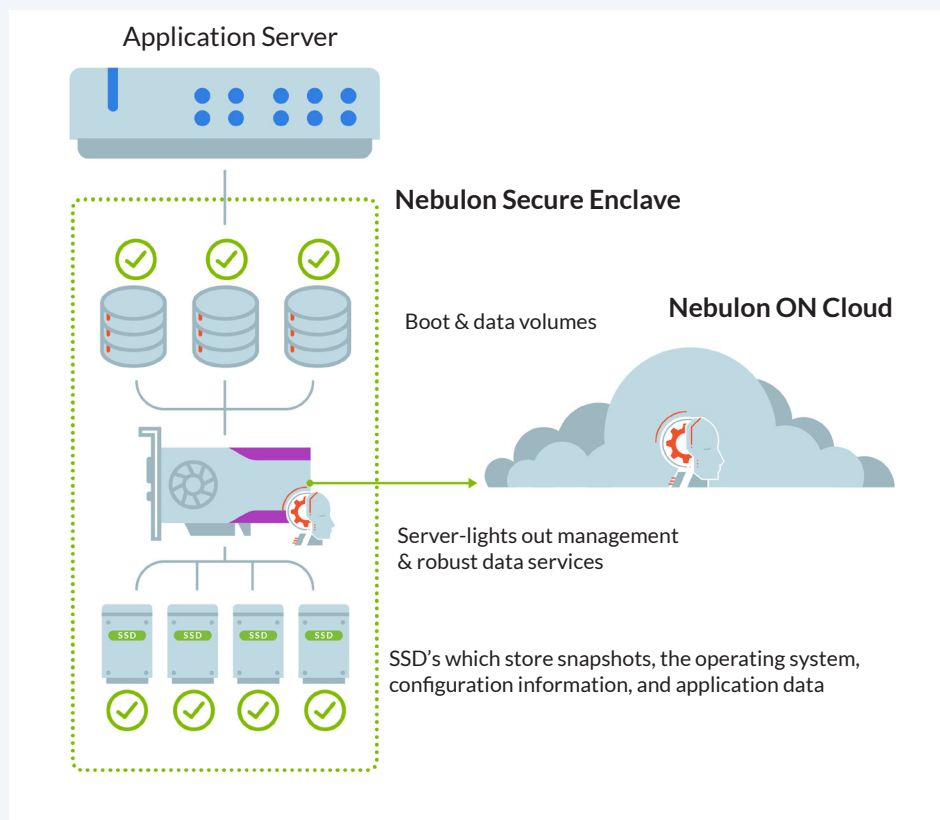 Application Server
Nebulon Secure Enclave
Nebulon ON Cloud
Boot & data volumes
Server-lights out management
& robust data services
SSD
SSD
SSD
SSD
SSD's which store snapshots, the operating system,
configuration information, and application data